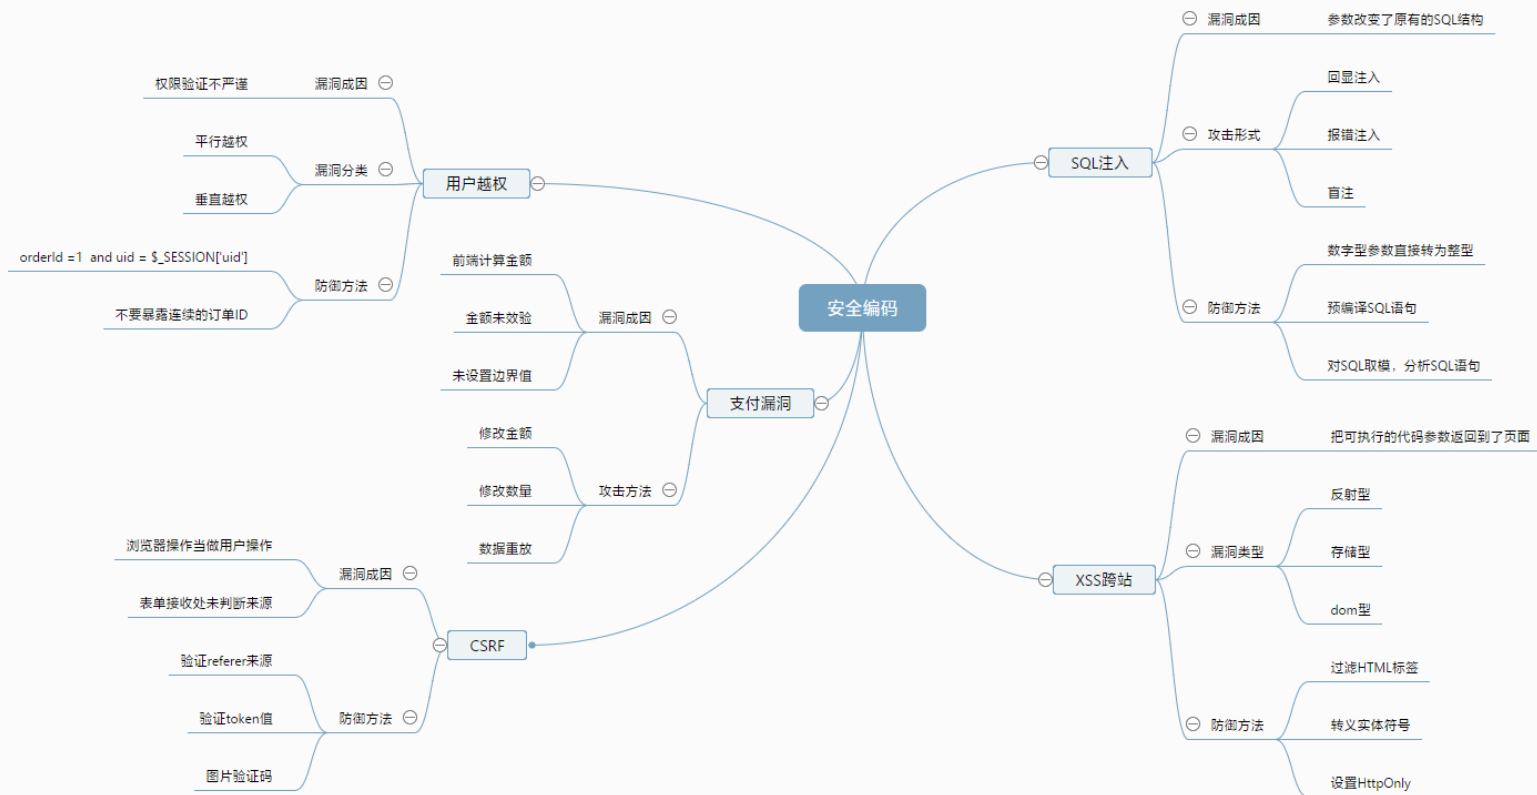 安全编码
SQL注入
漏洞成因
参数改变了原有的SQL结构
攻击形式
回显注入
报错注入
盲注
防御方法
数字型参数直接转为整型
预编译SQL语句
对SQL取模，分析SQL语句
XSS跨站
漏洞成因
把可执行的代码参数返回到了页面
漏洞类型
反射型
存储型
dom型
防御方法
过滤HTML标签
转义实体符号
设置HttpOnly
用户越权
漏洞成因
权限验证不严谨
漏洞分类
平行越权
垂直越权
防御方法
orderId =1  and uid = $_SESSION['uid']
不要暴露连续的订单ID
支付漏洞
漏洞成因
前端计算金额
金额未效验
未设置边界值
攻击方法
修改金额
修改数量
数据重放
CSRF
漏洞成因
浏览器操作当做用户操作
表单接收处未判断来源
防御方法
验证referer来源
验证token值
图片验证码